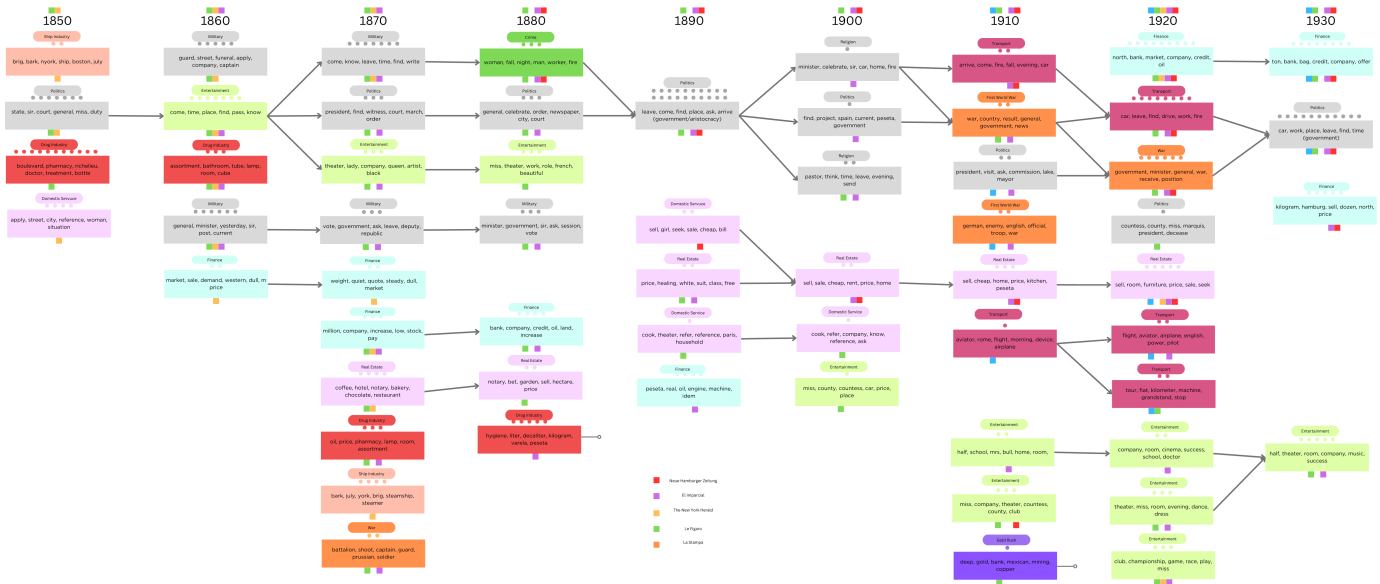 1850
Ship Industry
brig, bark, nyork, ship, boston, july
Politics
state, sir, court, general, miss, duty
Drug Industry
boulevard, pharmacy, richelieu,
doctor, treatment, bottle
Domestic Servuce
apply, street, city, reference, woman,
situation
1860
Military
guard, street, funeral, apply,
company, captain
Entertainment
come, time, place, find, pass, know
Drug Industry
assortment, bathroom, tube, lamp,
room, cube
Military
general, minister, yesterday, sir,
post, current
Finance
market, sale, demand, western, dull, m
price
1870
Military
come, know, leave, time, find, write
Politics
president, find, witness, court, march,
order
Entertainment
theater, lady, company, queen, artist,
black
Military
vote, government, ask, leave, deputy,
republic
Finance
weight, quiet, quote, steady, dull,
market
Finance
million, company, increase, low, stock,
pay
Real Estate
coffee, hotel, notary, bakery,
chocolate, restaurant
Drug Industry
oil, price, pharmacy, lamp, room,
assortment
Ship Industry
bark, july, york, brig, steamship,
steamer
War
battalion, shoot, captain, guard,
prussian, soldier
1880
Crime
woman, fall, night, man, worker, fire
Politics
general, celebrate, order, newspaper,
city, court
Entertainment
miss, theater, work, role, french,
beautiful
Military
minister, government, sir, ask, session,
vote
Finance
bank, company, credit, oil, land,
increase
Real Estate
notary, bet, garden, sell, hectare,
price
Drug Industry
hygiene, liter, decaliter, kilogram,
varela, peseta
1890
Politics
leave, come, find, place, ask, arrive
(government/aristocracy)
Domestic Servuce
sell, girl, seek, sale, cheap, bill
Real Estate
price, healing, white, suit, class, free
Domestic Service
cook, theater, refer, reference, paris,
household
Finance
peseta, real, oil, engine, machine,
idem
1900
Religion
minister, celebrate, sir, car, home, fire
Politics
find, project, spain, current, paseta,
government
Religion
pastor, think, time, leave, evening,
send
Real Estate
sell, sale, cheap, rent, price, home
Domestic Service
cook, refer, company, know,
reference, ask
Entertainment
miss, county, countess, car, price,
place
1910
Transport
arrive, come, fire, fall, evening, car
First World War
war, country, result, general,
government, news
Politics
president, visit, ask, commission, lake,
mayor
First World War
german, enemy, english, official,
troop, war
Real Estate
sell, cheap, home, price, kitchen,
peseta
Transport
aviator, rome, flight, morning, device,
airplane
Entertainment
half, school, mrs, bull, home, room,
Entertainment
miss, company, theater, countess,
county, club
Gold Rush
deep, gold, bank, mexican, mining,
copper
1920
Finance
north, bank, market, company, credit,
oil
Transport
car, leave, find, drive, work, fire
War
government, minister, general, war,
receive, position
Politics
countess, county, miss, marquis,
president, decease
Real Estate
sell, room, furniture, price, sale, seek
Transport
flight, aviator, airplane, english,
power, pilot
Transport
tour, fiat, kilometer, machine,
grandstand, stop
Entertainment
company, room, cinema, success,
school, doctor
Entertainment
theater, miss, room, evening, dance,
dress
Entertainment
club, championship, game, race, play,
miss
1930
Finance
ton, bank, bag, credit, company, offer
Politics
car, work, place, leave, find, time
(government)
Finance
kilogram, hamburg, sell, dozen, north,
price
Entertainment
half, theater, room, company, music,
success
Neue Hamburger Zeitung
El Imparcial
The New York Herald
Le Figaro
La Stampa